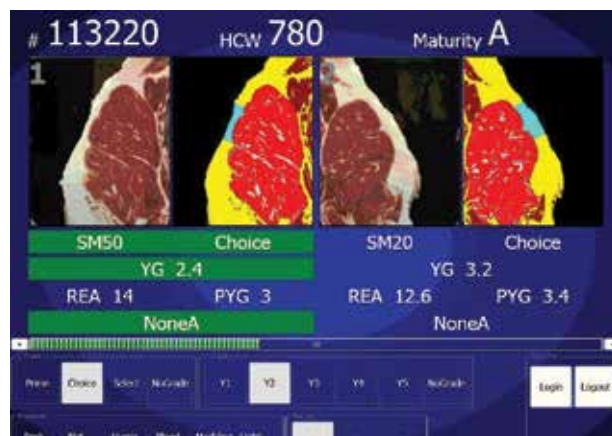 # 113220 HCW 780 Maturity A
1
SM50 Choice SM20 Choice
YG 2.4 YG 3.2
REA 14 PYG 3 REA 12.6 PYG 3.4
NoneA NoneA
Prime Choice Select NoGrade Y1 Y2 Y3 Y4 Y5 NoGrade Login Logout